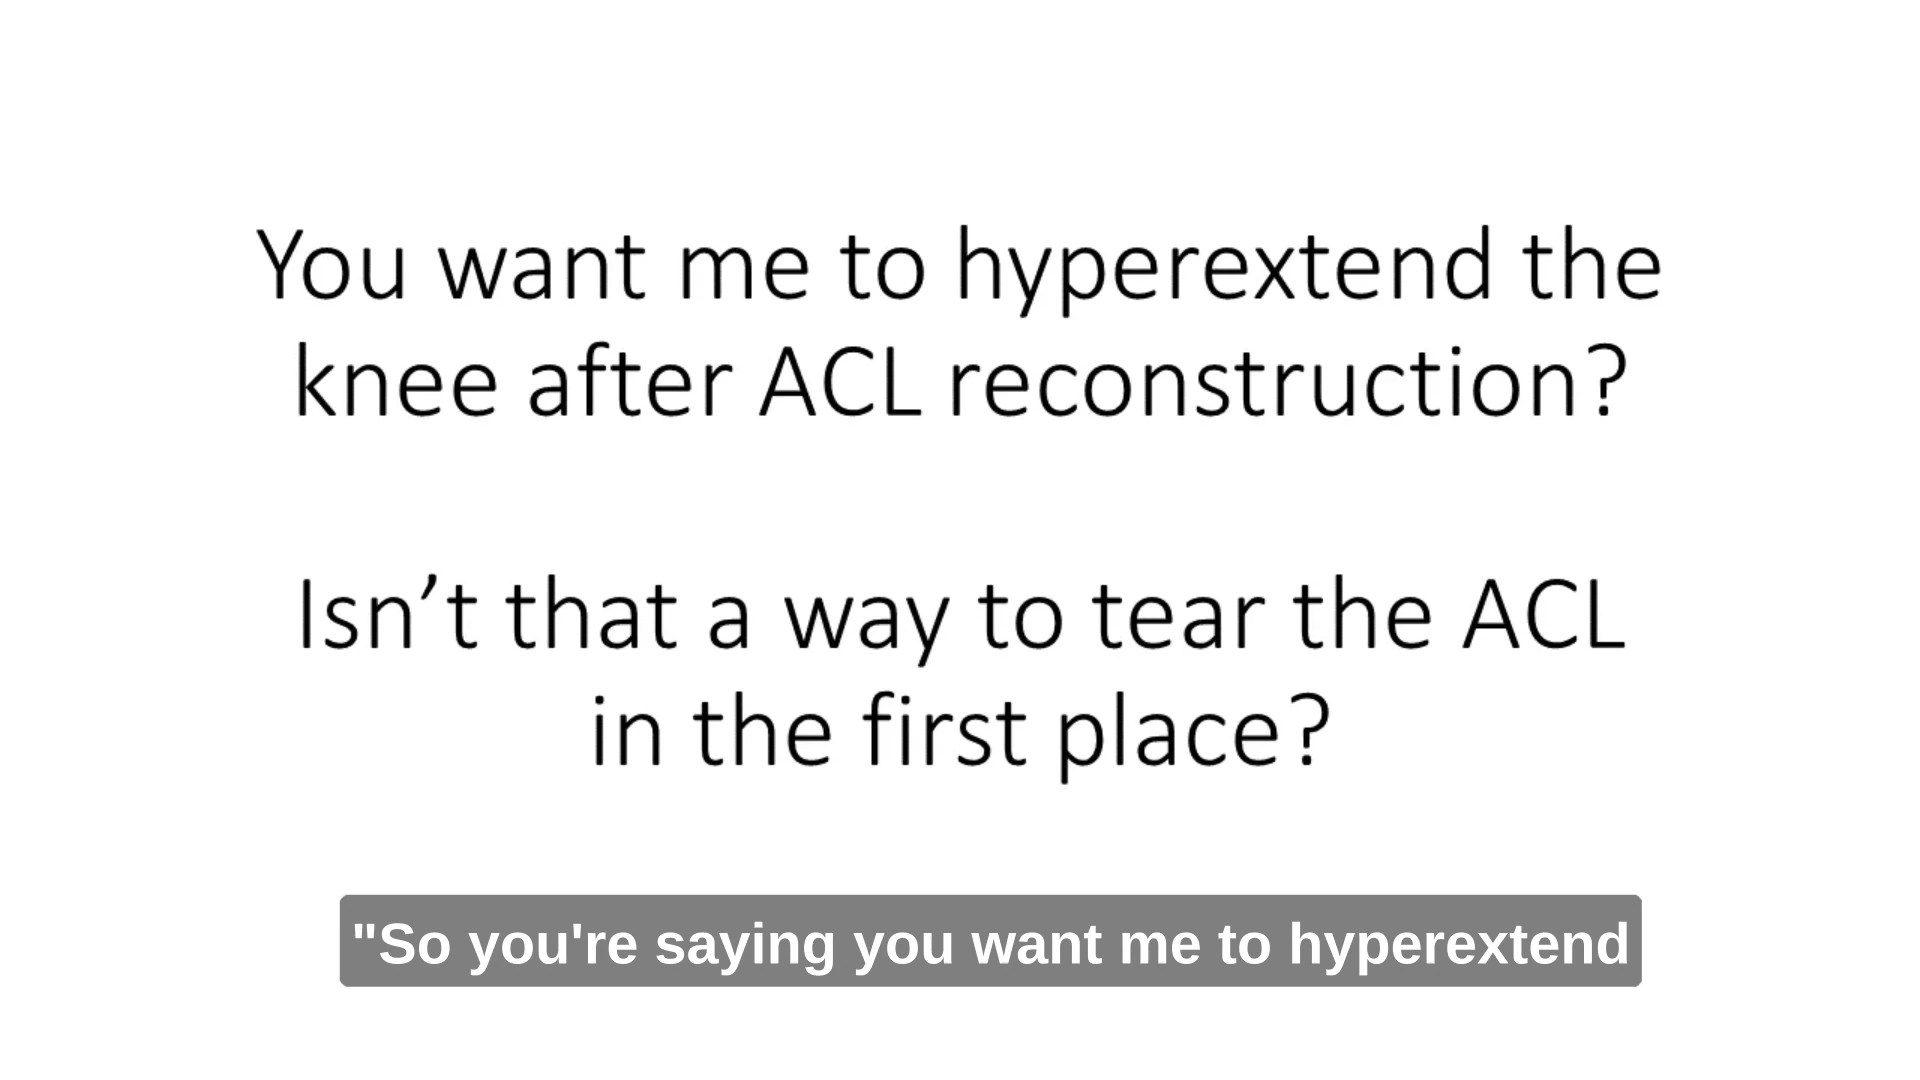 You want me to hyperextend the
knee after ACL reconstruction?
Isn’t that a way to tear the ACL
in the first place?
"So you're saying you want me to hyperextend